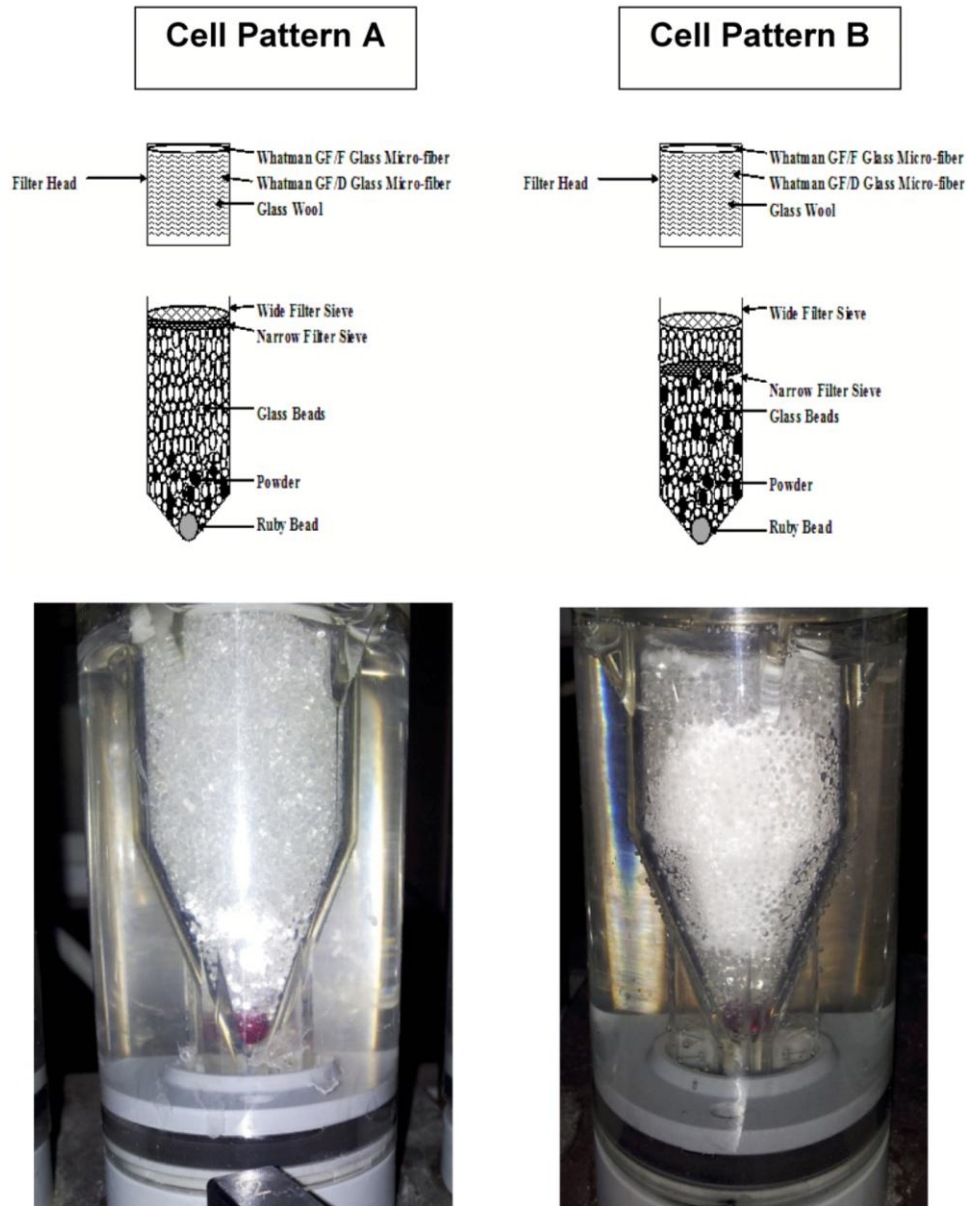 Cell Pattern A
Cell Pattern B
Filter Head
Whatman GF/F Glass Micro-fiber
Whatman GF/D Glass Micro-fiber
Glass Wool
Wide Filter Sieve
Narrow Filter Sieve
Glass Beads
Powder
Ruby Bead
Filter Head
Whatman GF/F Glass Micro-fiber
Whatman GF/D Glass Micro-fiber
Glass Wool
Wide Filter Sieve
Narrow Filter Sieve
Glass Beads
Powder
Ruby Bead